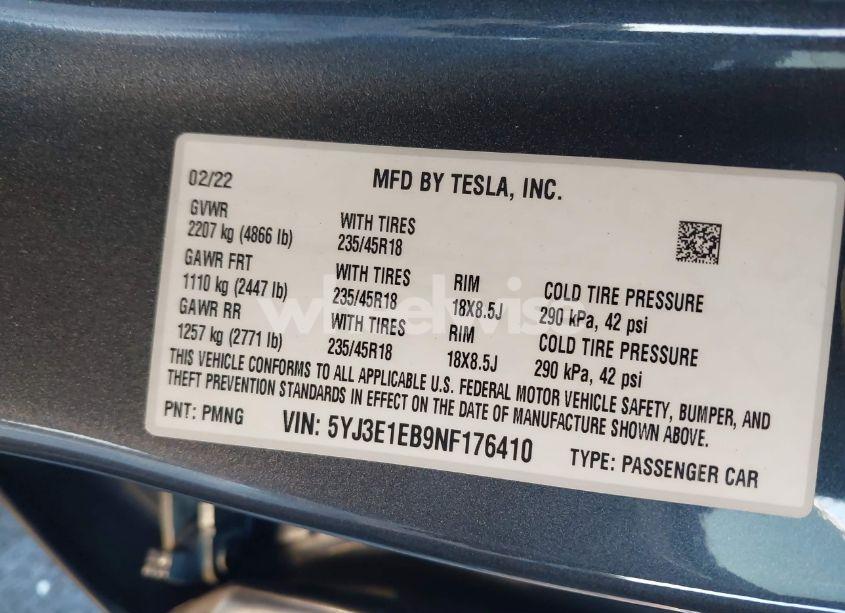 02/22 MFD BY TESLA, INC.
GVWR
2207 kg (4866 lb) WITH TIRES
235/45R18
GAWR FRT
1110 kg (2447 lb) WITH TIRES RIM COLD TIRE PRESSURE
235/45R18 18X8.5J 290 kPa, 42 psi
GAWR RR
1257 kg (2771 lb) WITH TIRES RIM COLD TIRE PRESSURE
235/45R18 18X8.5J 290 kPa, 42 psi
THIS VEHICLE CONFORMS TO ALL APPLICABLE U.S. FEDERAL MOTOR VEHICLE SAFETY, BUMPER, AND
THEFT PREVENTION STANDARDS IN EFFECT ON THE DATE OF MANUFACTURE SHOWN ABOVE.
PNT: PMNG VIN: 5YJ3E1EB9NF176410 TYPE: PASSENGER CAR
wheelwise